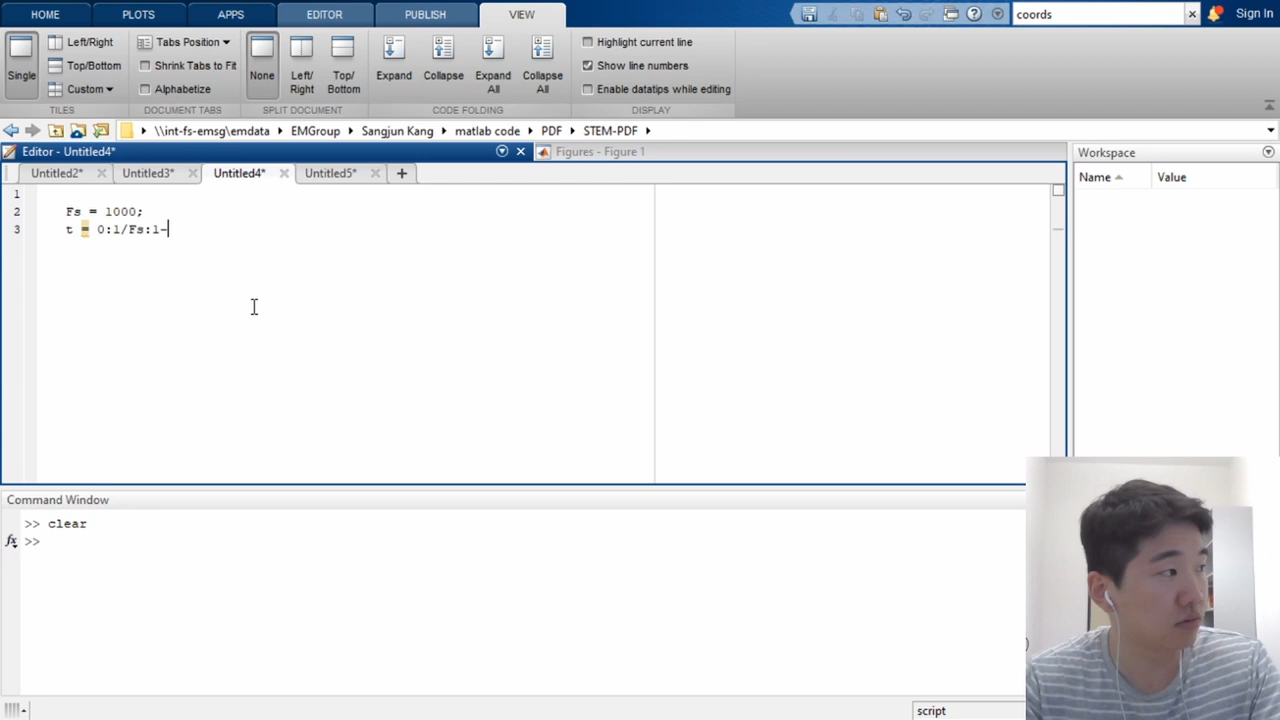 HOME PLOTS APPS EDITOR PUBLISH VIEW coords Sign In
Left/Right Tabs Position None Left/ Right Top/ Bottom Expand Collapse Expand All Collapse All Highlight current line
Single Top/Bottom Shrink Tabs to Fit Show line numbers
Custom Alphabetize Enable datatips while editing
TILES DOCUMENT TABS SPLIT DOCUMENT CODE FOLDING DISPLAY
\\int-fs-emsg\emdata EMGroup Sangjun Kang matlab code PDF STEM-PDF
Editor - Untitled4* Figures - Figure 1 Workspace
Untitled2* Untitled3* Untitled4* Untitled5* Name Value
1
2 Fs = 1000;
3 t = 0:1/Fs:1-
Command Window
>> clear
fx >>
script